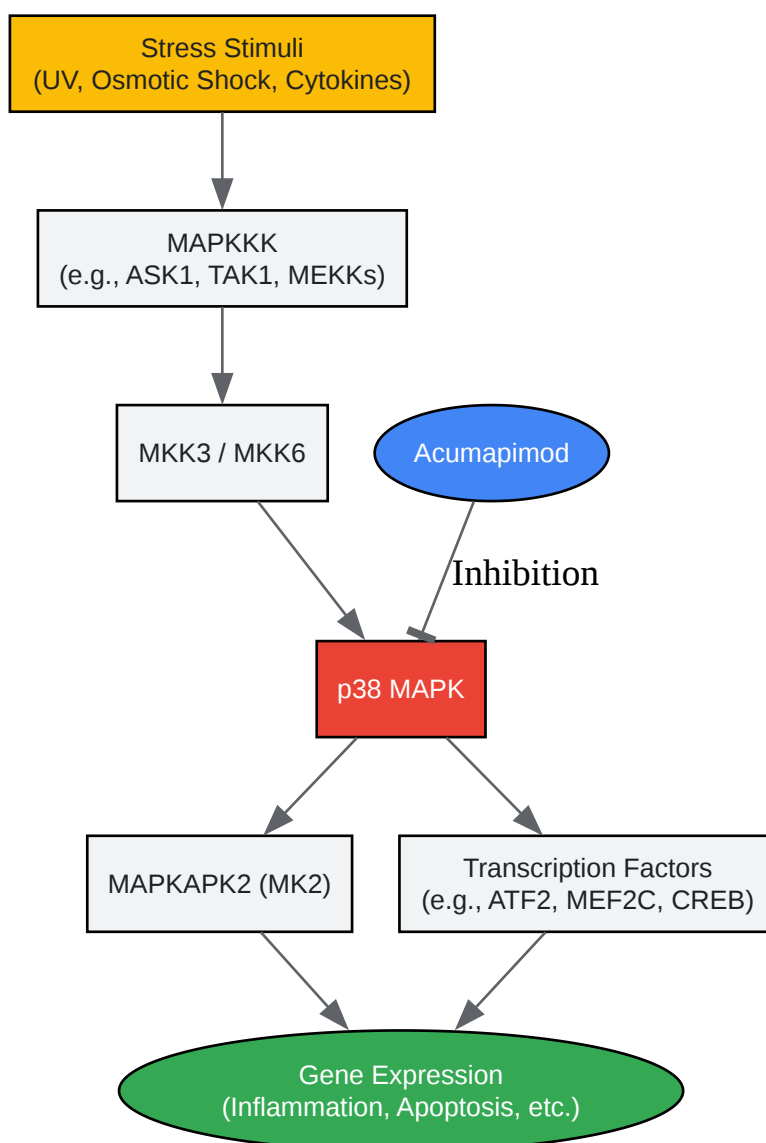 Stress Stimuli
(UV, Osmotic Shock, Cytokines)
MAPKKK
(e.g., ASK1, TAK1, MEKKs)
MKK3 / MKK6
Acumapimod
Inhibition
p38 MAPK
MAPKAPK2 (MK2)
Transcription Factors
(e.g., ATF2, MEF2C, CREB)
Gene Expression
(Inflammation, Apoptosis, etc.)